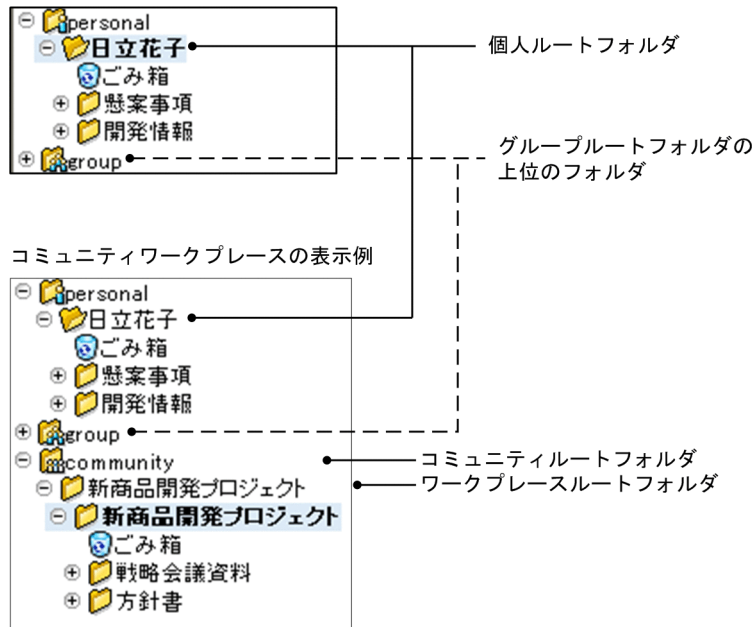 personal
日立花子
個人ルートフォルダ
ごみ箱
懸案事項
開発情報
group
グループルートフォルダの
上位のフォルダ
コミュニティワークプレースの表示例
personal
日立花子
ごみ箱
懸案事項
開発情報
group
community
コミュニティルートフォルダ
新商品開発プロジェクト
ワークプレースルートフォルダ
新商品開発プロジェクト
ごみ箱
戦略会議資料
方針書